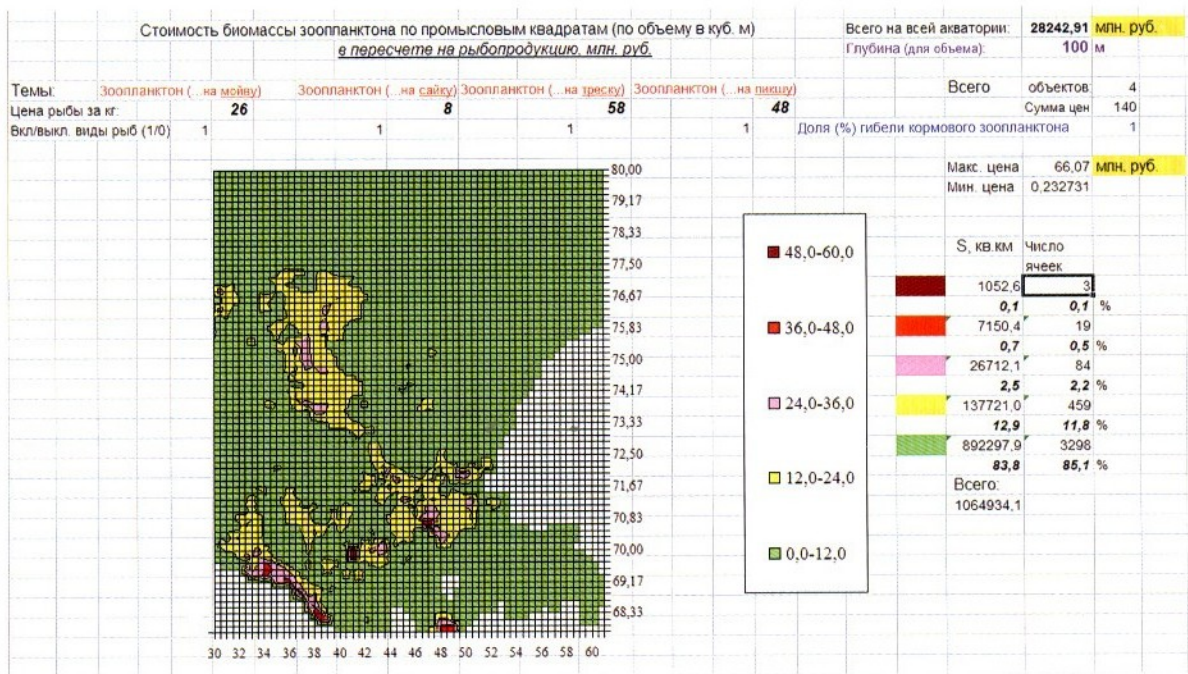 Стоимость биомассы зоопланктона по промысловым квадратам (по объему в куб. м)
в пересчете на рыбопродукцию, млн. руб.
Всего на всей акватории: 28242,91 млн. руб.
Глубина (для объема): 100 м
Темы: Зоопланктон (...на мойву) Зоопланктон (...на сайку) Зоопланктон (...на треску) Зоопланктон (...на пикшу) Всего объектов: 4
Цена рыбы за кг: 26 8 58 48 Сумма цен 140
Вкл/выкл. виды рыб (1/0) 1 1 1 1 Доля (%) гибели кормового зоопланктона 1
Макс. цена 66,07 млн. руб.
Мин. цена 0,232731
80,00
79,17
78,33
77,50
76,67
75,83
75,00
74,17
73,33
72,50
71,67
70,83
70,00
69,17
68,33
30 32 34 36 38 40 42 44 46 48 50 52 54 56 58 60
48,0-60,0
36,0-48,0
24,0-36,0
12,0-24,0
0,0-12,0
S, кв.км Число
ячеек
1052,6 3
0,1 0,1 %
7150,4 19
0,7 0,5 %
26712,1 84
2,5 2,2 %
137721,0 459
12,9 11,8 %
892297,9 3298
83,8 85,1 %
Всего:
1064934,1